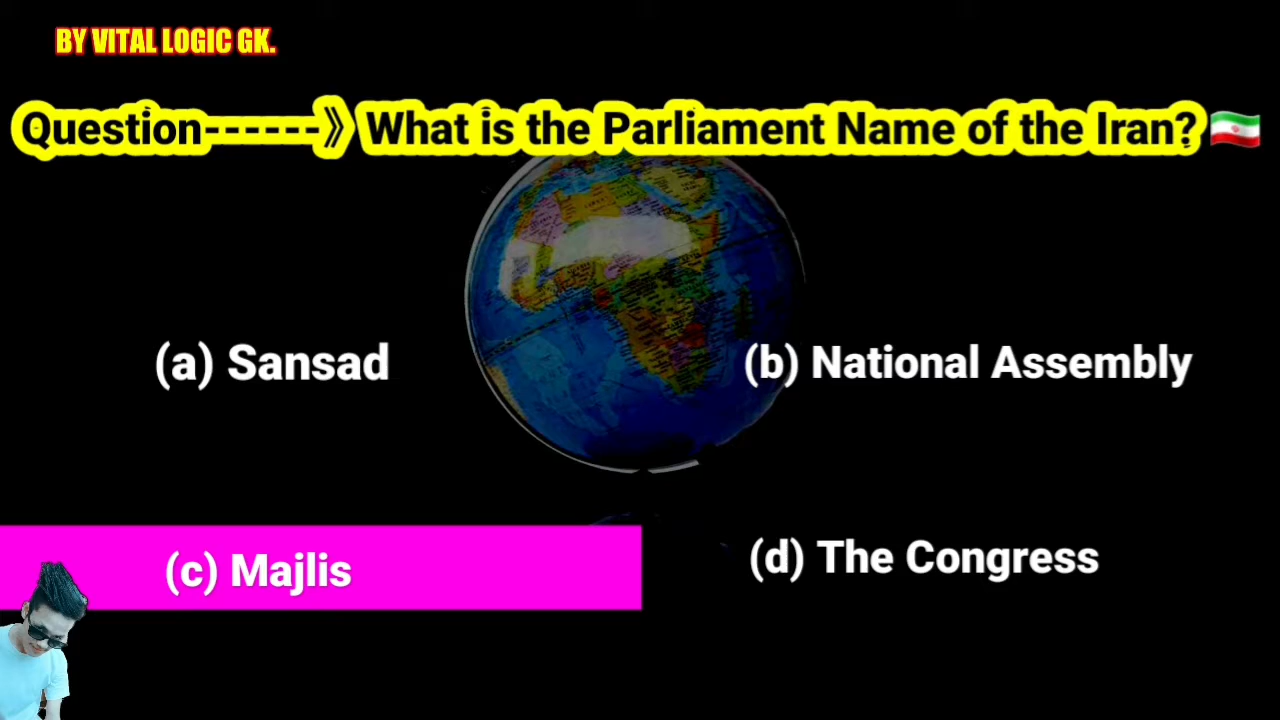 BY VITAL LOGIC GK.
Question------》What is the Parliament Name of the Iran?
(a) Sansad
(b) National Assembly
(c) Majlis
(d) The Congress